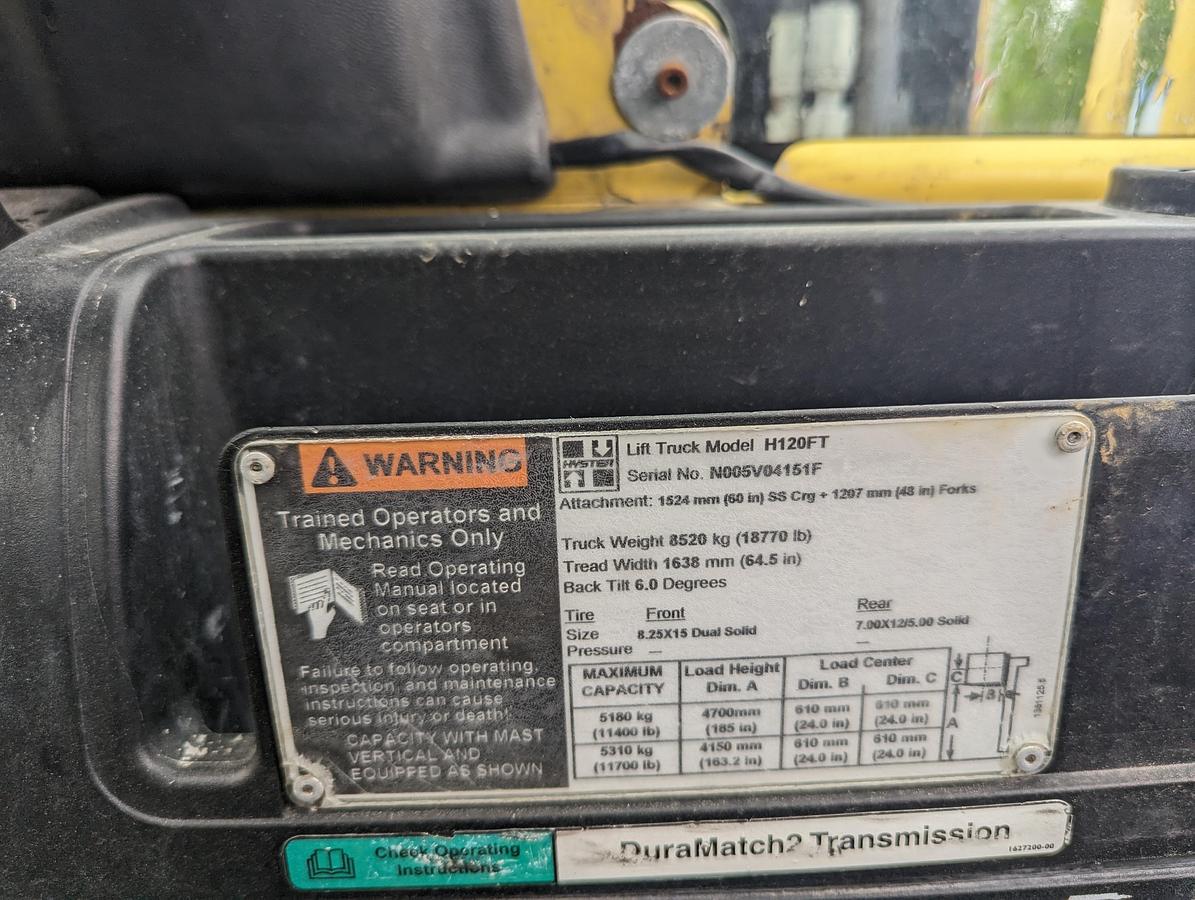 WARNING
Trained Operators and
Mechanics Only
Read Operating
Manual located
on seat or in
operators
compartment
Failure to follow operating,
inspection and maintenance
instructions can cause
serious injury or death!
CAPACITY WITH MAST
VERTICAL AND
EQUIPPED AS SHOWN
HYSTER
Lift Truck Model H120FT
Serial No. N005V04151F
Attachment: 1524 mm (60 in) SS Crg + 1207 mm (48 in) Forks
Truck Weight 8520 kg (18770 lb)
Tread Width 1638 mm (64.5 in)
Back Tilt 6.0 Degrees
Tire Front Rear
Size 8.25X15 Dual Solid 7.00X12/5.00 Solid
Pressure — —
MAXIMUM CAPACITY Load Height Dim. A Load Center Dim. B Dim. C
5180 kg (11400 lb) 4700mm (185 in) 610 mm (24.0 in) 610 mm (24.0 in)
5310 kg (11700 lb) 4150 mm (163.2 in) 610 mm (24.0 in) 610 mm (24.0 in)
C
B
A
Check Operating
Instructions
DuraMatch2 Transmission
1627200-00